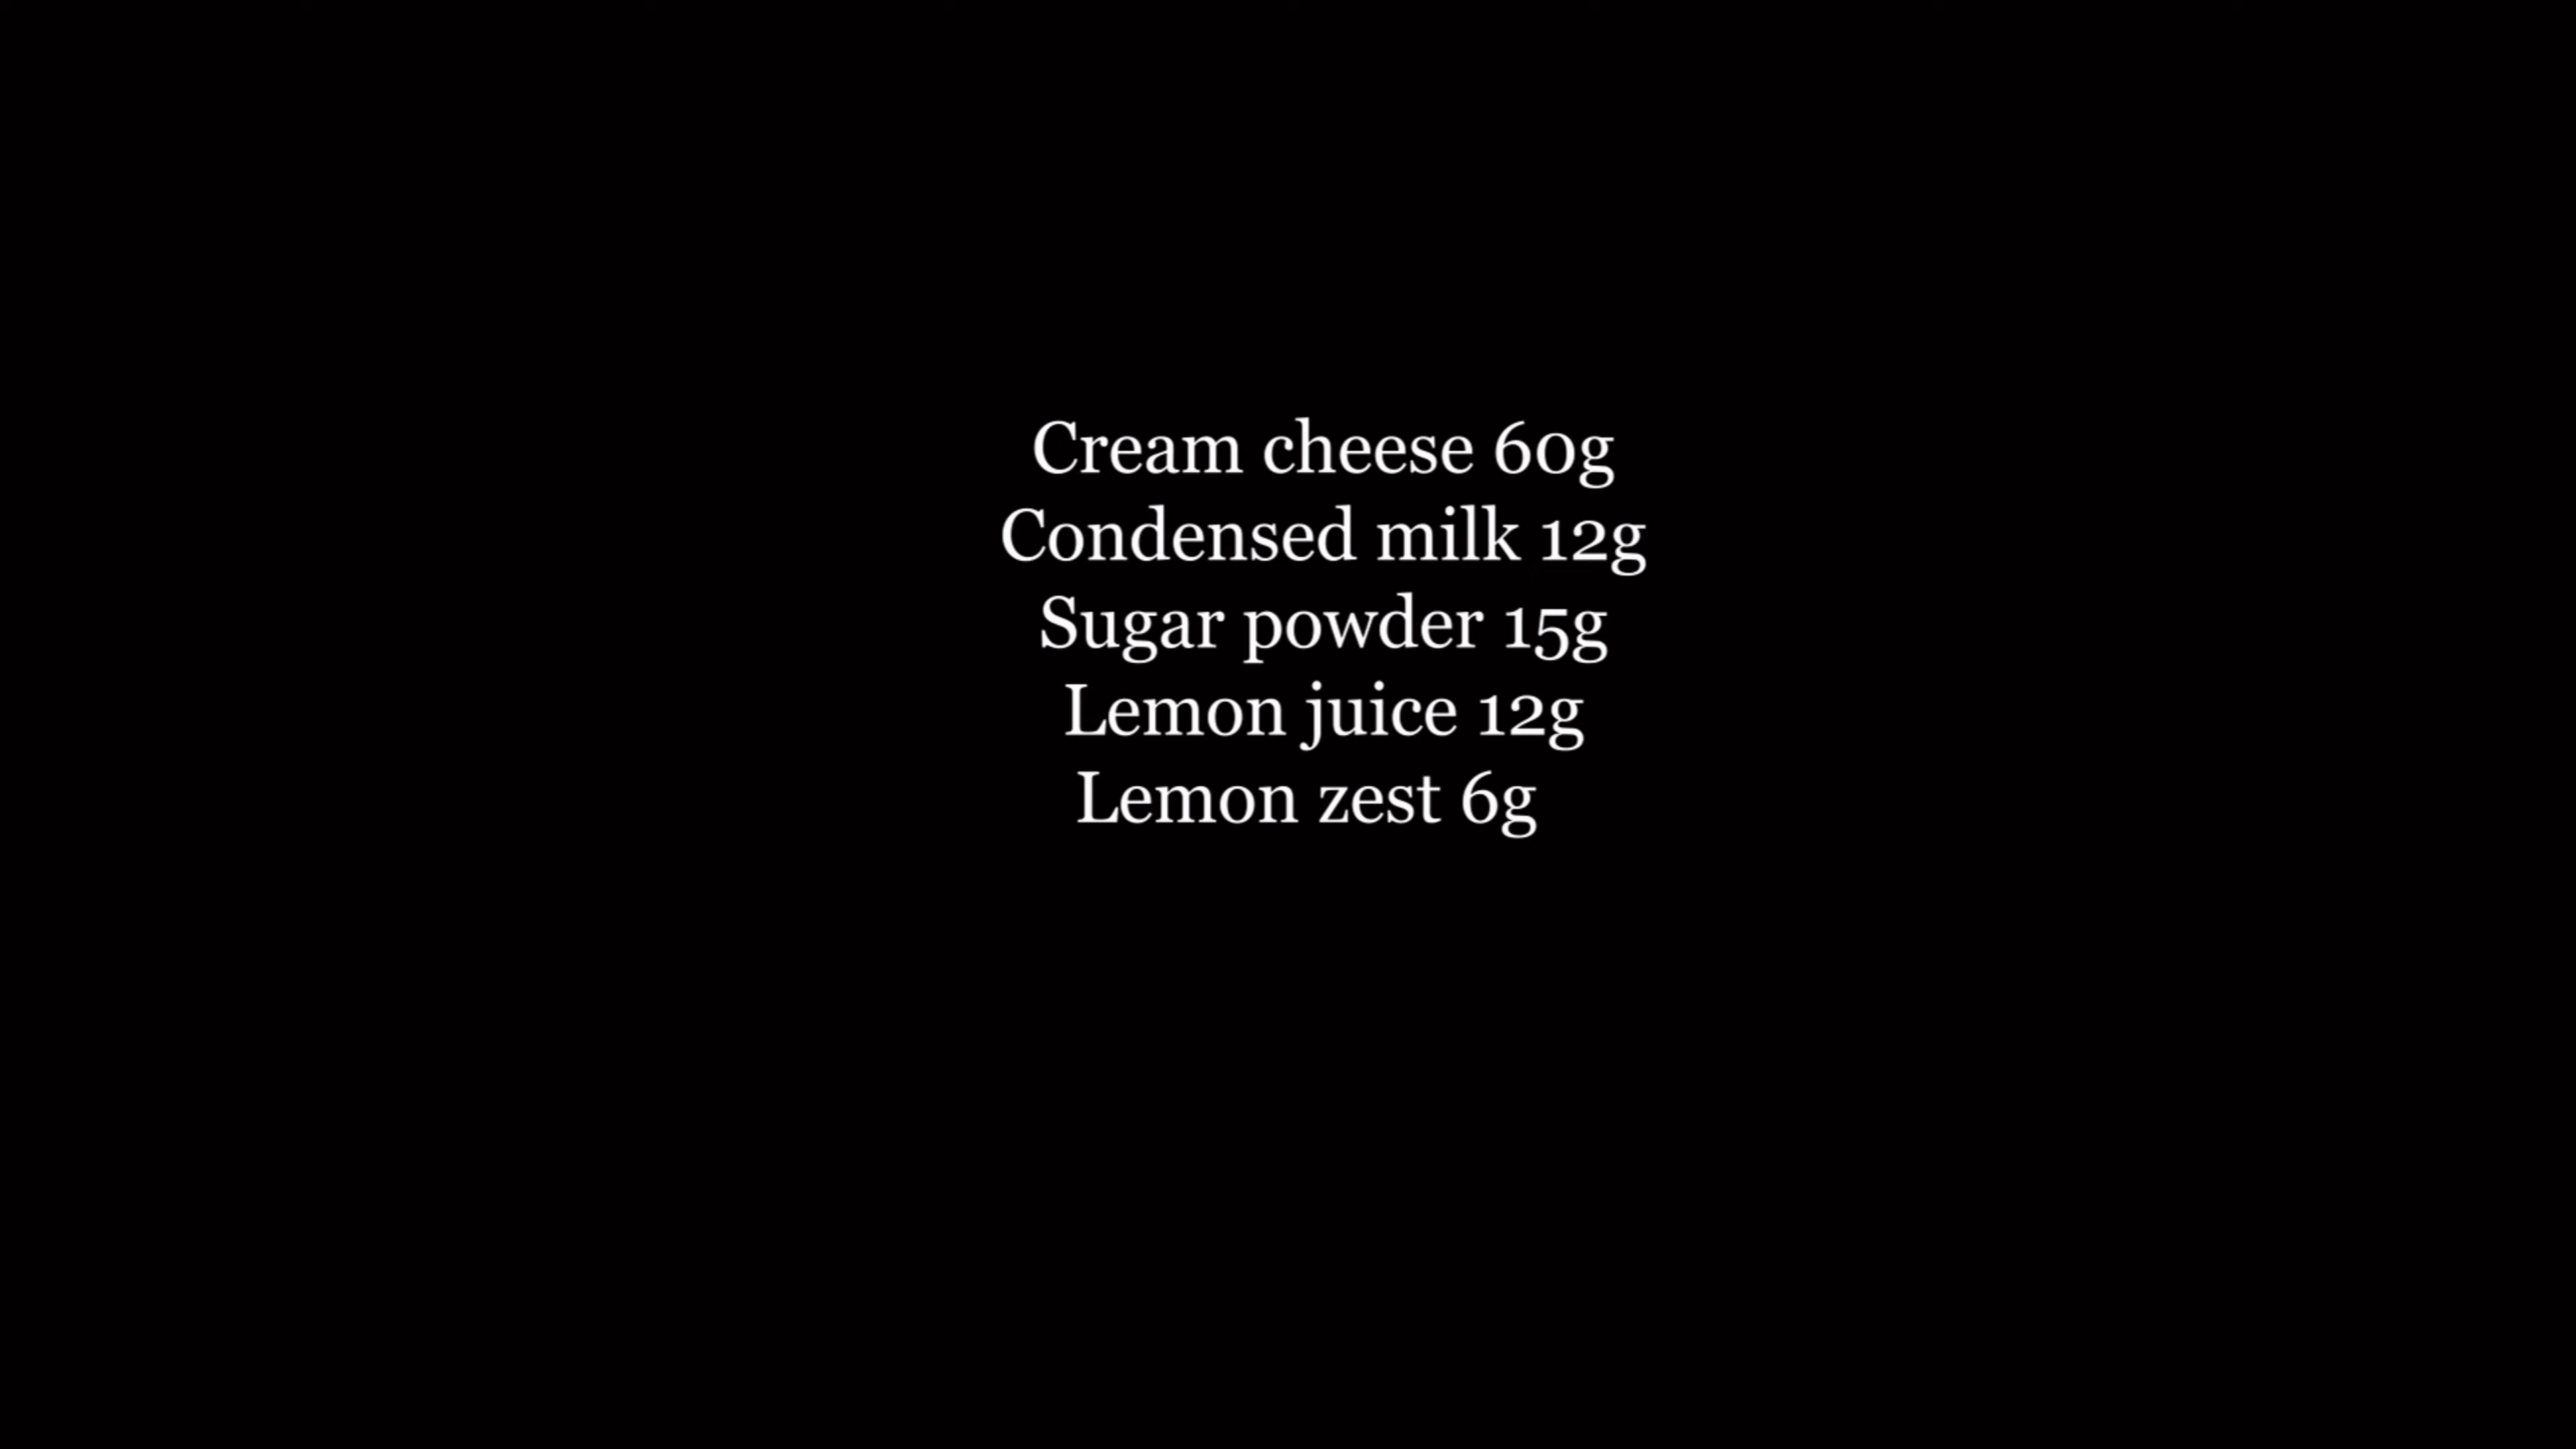 Cream cheese 60g
Condensed milk 12g
Sugar powder 15g
Lemon juice 12g
Lemon zest 6g